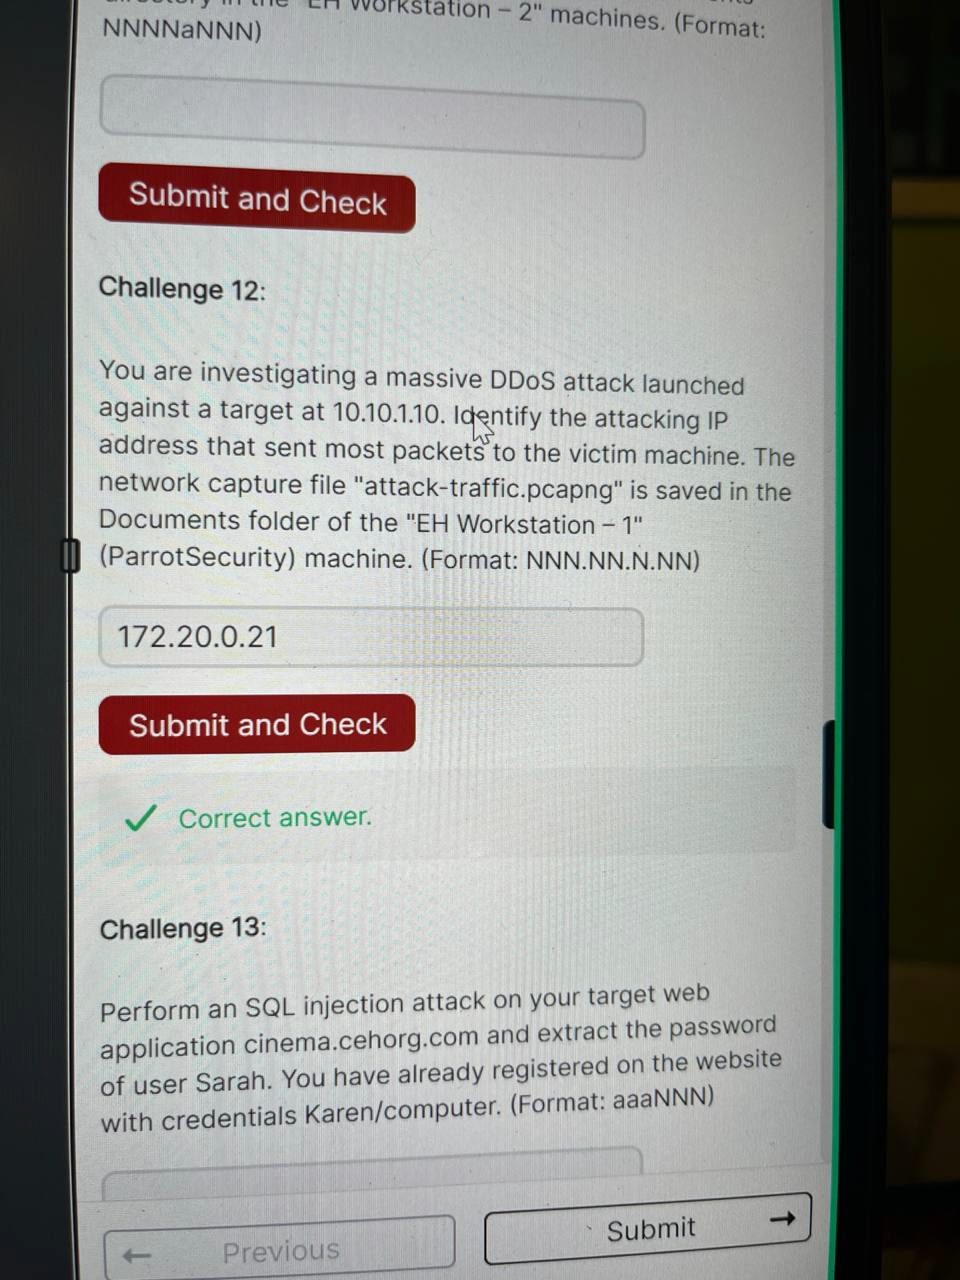 EH Workstation – 2" machines. (Format:
NNNNaNNN)
Submit and Check
Challenge 12:
You are investigating a massive DDoS attack launched
against a target at 10.10.1.10. Identify the attacking IP
address that sent most packets to the victim machine. The
network capture file "attack-traffic.pcapng" is saved in the
Documents folder of the "EH Workstation – 1"
(ParrotSecurity) machine. (Format: NNN.NN.N.NN)
172.20.0.21
Submit and Check
Correct answer.
Challenge 13:
Perform an SQL injection attack on your target web
application cinema.cehorg.com and extract the password
of user Sarah. You have already registered on the website
with credentials Karen/computer. (Format: aaaNNN)
← Previous
Submit →